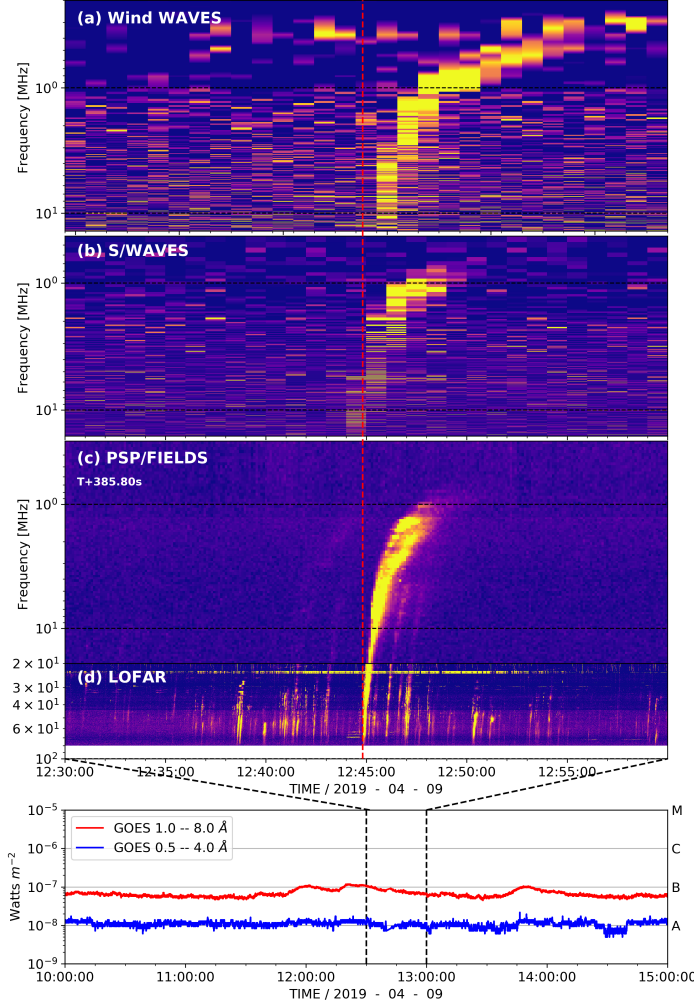 (a) Wind WAVES
Frequency [MHz]
10⁰
10¹
(b) S/WAVES
Frequency [MHz]
10⁰
10¹
(c) PSP/FIELDS
T+385.80s
Frequency [MHz]
10⁰
10¹
(d) LOFAR
2 × 10¹
3 × 10¹
4 × 10¹
6 × 10¹
10²
12:30:00 12:35:00 12:40:00 12:45:00 12:50:00 12:55:00
TIME / 2019 - 04 - 09
GOES 1.0 -- 8.0 Å
GOES 0.5 -- 4.0 Å
Watts m⁻²
10⁻⁵
10⁻⁶
10⁻⁷
10⁻⁸
10⁻⁹
M
C
B
A
10:00:00 11:00:00 12:00:00 13:00:00 14:00:00 15:00:00
TIME / 2019 - 04 - 09